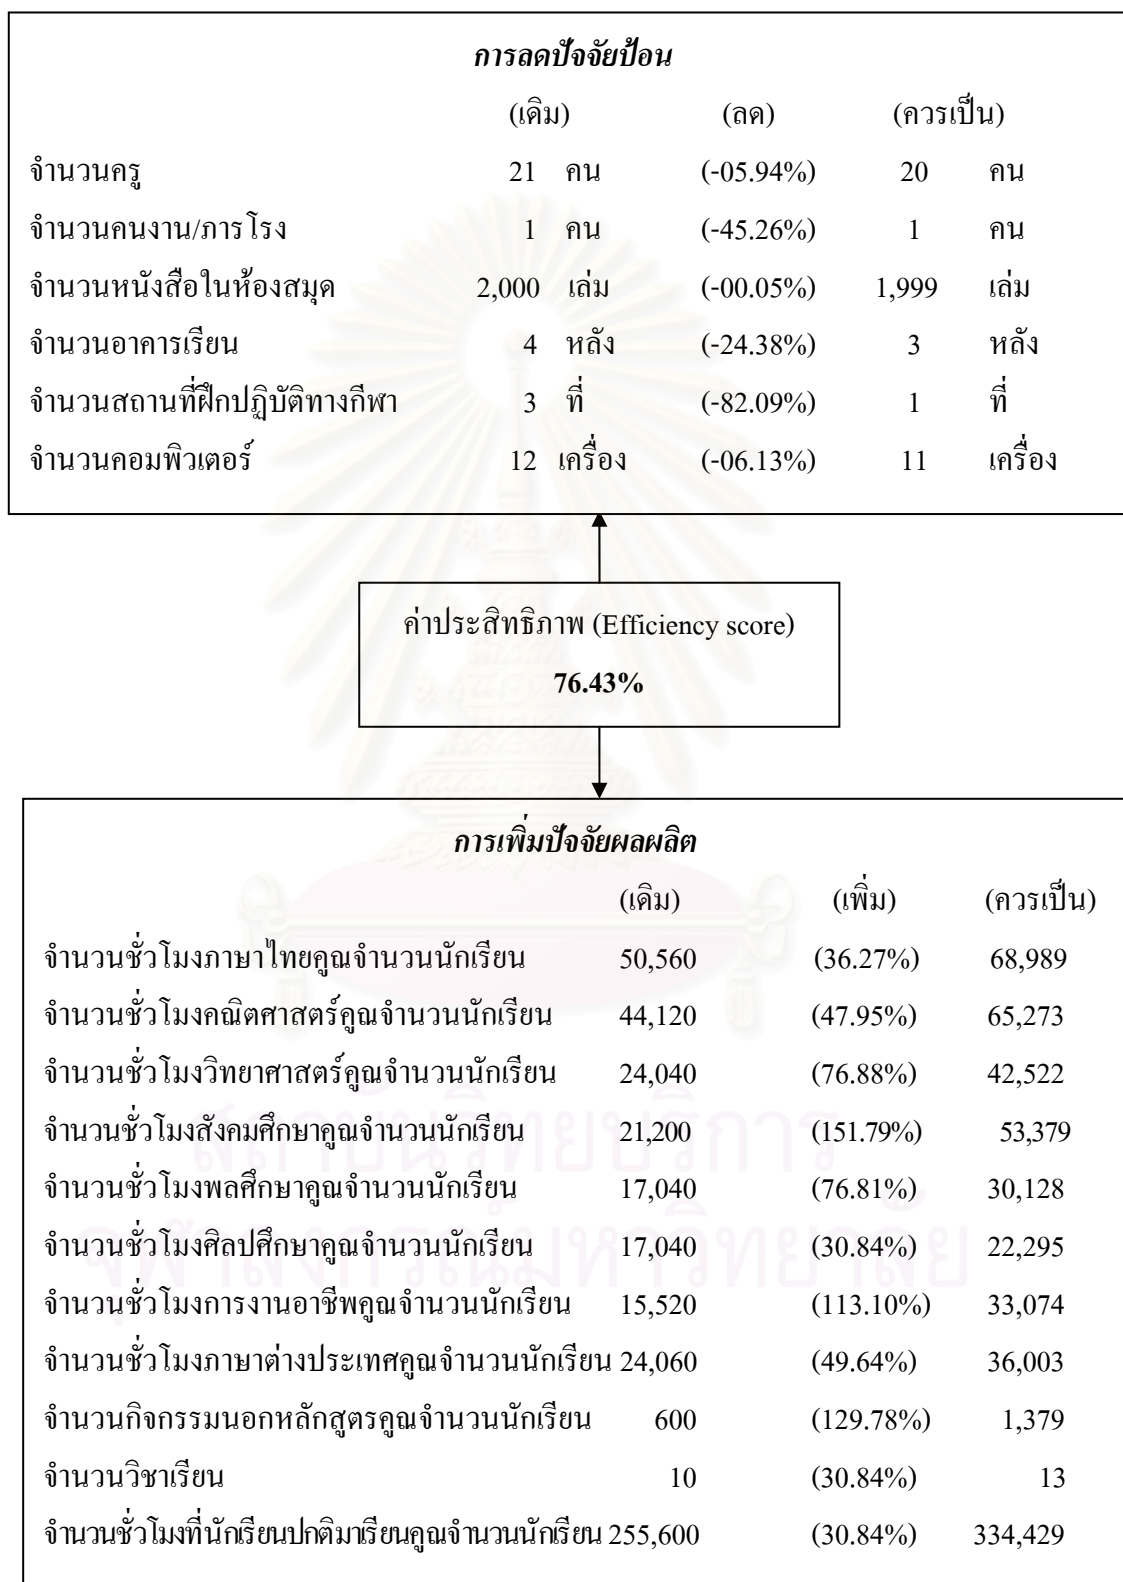 การลดปัจจัยป้อน
(เดิม) (ลด) (ควรเป็น)
จำนวนครู 21 คน (-05.94%) 20 คน
จำนวนคนงาน/ภารโรง 1 คน (-45.26%) 1 คน
จำนวนหนังสือในห้องสมุด 2,000 เล่ม (-00.05%) 1,999 เล่ม
จำนวนอาคารเรียน 4 หลัง (-24.38%) 3 หลัง
จำนวนสถานที่ฝึกปฏิบัติทางกีฬา 3 ที่ (-82.09%) 1 ที่
จำนวนคอมพิวเตอร์ 12 เครื่อง (-06.13%) 11 เครื่อง
ค่าประสิทธิภาพ (Efficiency score)
76.43%
การเพิ่มปัจจัยผลผลิต
(เดิม) (เพิ่ม) (ควรเป็น)
จำนวนชั่วโมงภาษาไทยคูณจำนวนนักเรียน 50,560 (36.27%) 68,989
จำนวนชั่วโมงคณิตศาสตร์คูณจำนวนนักเรียน 44,120 (47.95%) 65,273
จำนวนชั่วโมงวิทยาศาสตร์คูณจำนวนนักเรียน 24,040 (76.88%) 42,522
จำนวนชั่วโมงสังคมศึกษาคูณจำนวนนักเรียน 21,200 (151.79%) 53,379
จำนวนชั่วโมงพลศึกษาคูณจำนวนนักเรียน 17,040 (76.81%) 30,128
จำนวนชั่วโมงศิลปศึกษาคูณจำนวนนักเรียน 17,040 (30.84%) 22,295
จำนวนชั่วโมงการงานอาชีพคูณจำนวนนักเรียน 15,520 (113.10%) 33,074
จำนวนชั่วโมงภาษาต่างประเทศคูณจำนวนนักเรียน 24,060 (49.64%) 36,003
จำนวนกิจกรรมนอกหลักสูตรคูณจำนวนนักเรียน 600 (129.78%) 1,379
จำนวนวิชาเรียน 10 (30.84%) 13
จำนวนชั่วโมงที่นักเรียนปกติมาเรียนคูณจำนวนนักเรียน 255,600 (30.84%) 334,429
สถาบันวิทยบริการ
จุฬาลงกรณ์มหาวิทยาลัย